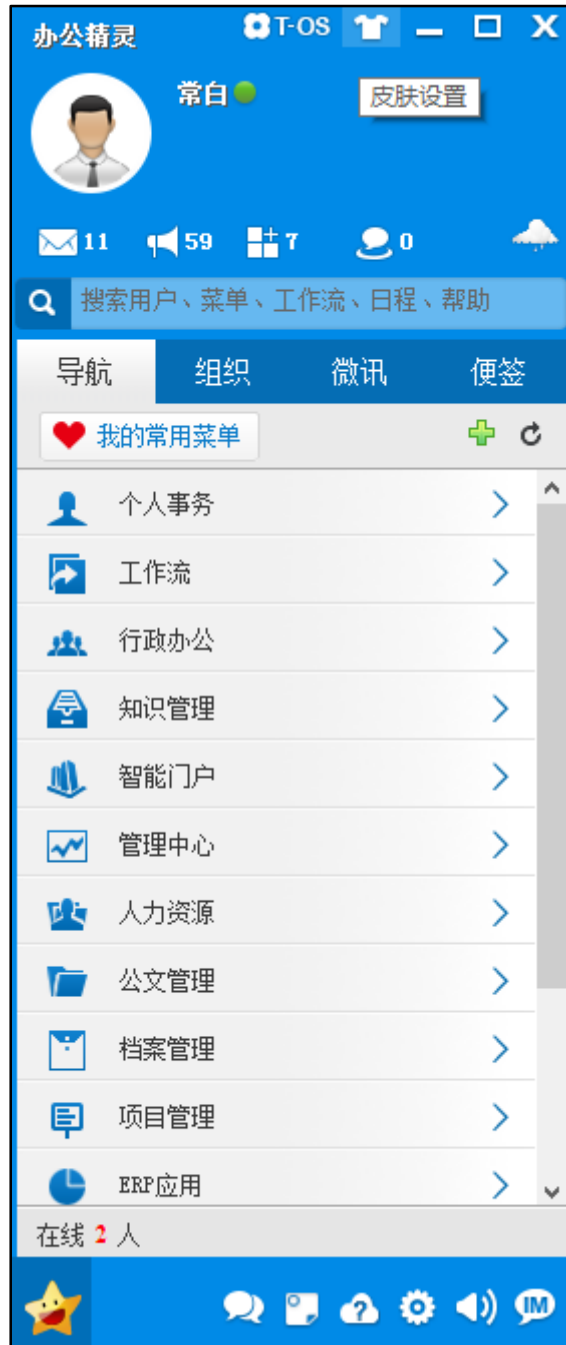 办公精灵 T-OS
常白
皮肤设置
11 59 7 0
搜索用户、菜单、工作流、日程、帮助
导航 组织 微讯 便签
我的常用菜单
个人事务
工作流
行政办公
知识管理
智能门户
管理中心
人力资源
公文管理
档案管理
项目管理
ERP应用
在线 2 人
IM